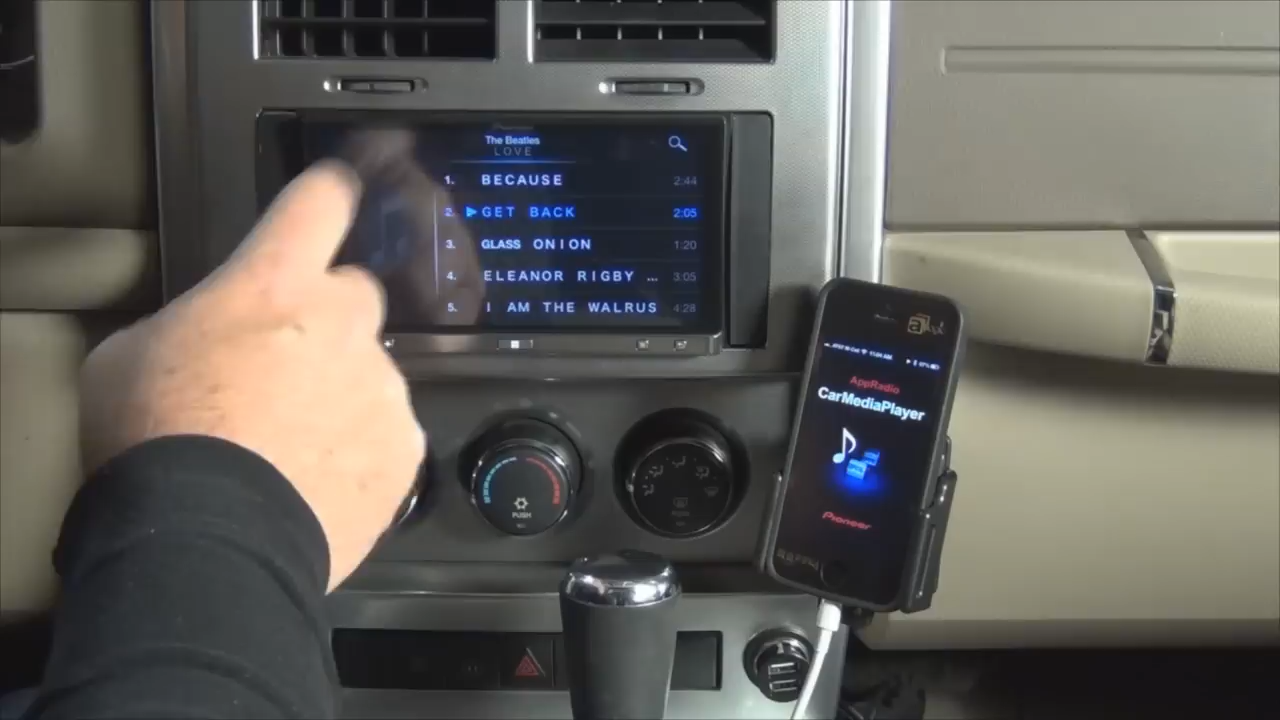 The Beatles
LOVE
1. BECAUSE 2:44
2. GET BACK 2:05
3. GLASS ONION 1:20
4. ELEANOR RIGBY ... 3:05
5. I AM THE WALRUS 4:28
AppRadio
CarMediaPlayer
Pioneer
PUSH